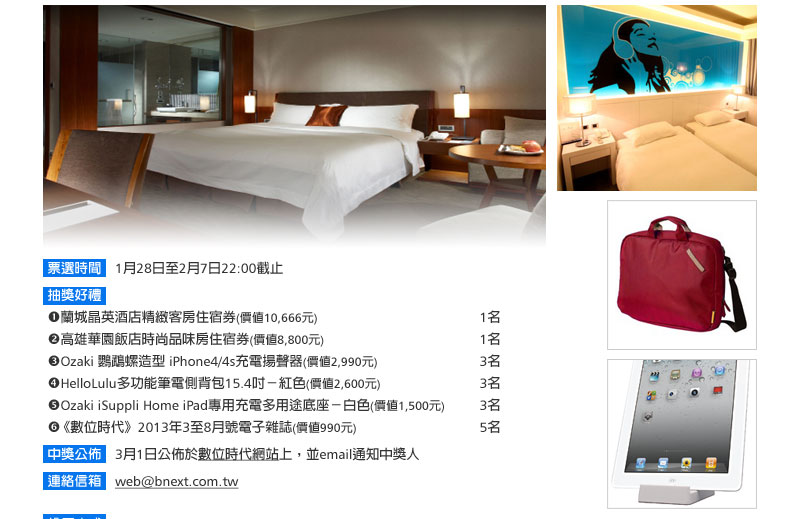 票選時間 1月28日至2月7日22:00截止
抽獎好禮
❶蘭城晶英酒店精緻客房住宿券(價值10,666元) 1名
❷高雄華園飯店時尚品味房住宿券(價值8,800元) 1名
❸Ozaki 鸚鵡螺造型 iPhone4/4s充電揚聲器(價值2,990元) 3名
❹HelloLulu多功能筆電側背包15.4吋－紅色(價值2,600元) 3名
❺Ozaki iSuppli Home iPad專用充電多用途底座－白色(價值1,500元) 3名
❻《數位時代》2013年3至8月號電子雜誌(價值990元) 5名
中獎公佈 3月1日公佈於數位時代網站上，並email通知中獎人
連絡信箱 web@bnext.com.tw